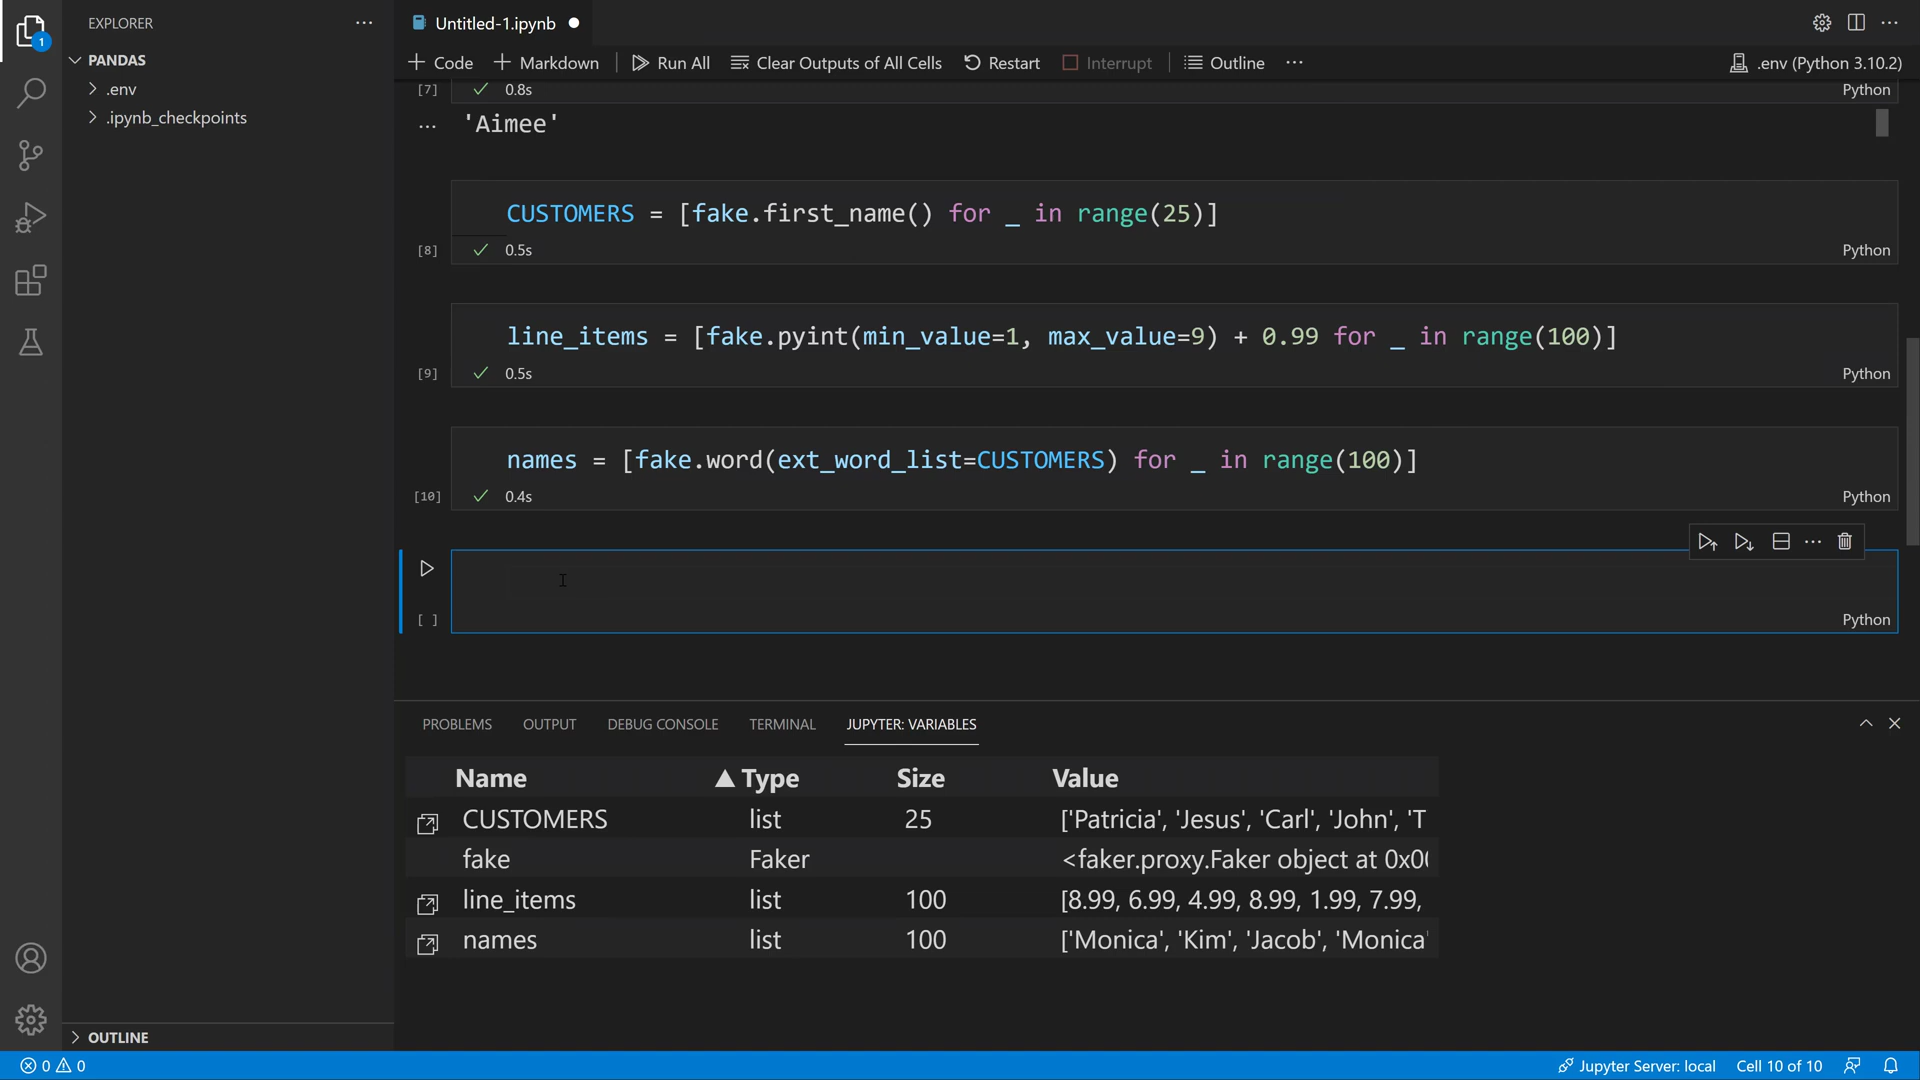 EXPLORER
Untitled-1.ipynb
PANDAS
.env
.ipynb_checkpoints
OUTLINE
1
Code Markdown Run All Clear Outputs of All Cells Restart Interrupt Outline ...
.env (Python 3.10.2)
[7] 0.8s Python
... 'Aimee'
CUSTOMERS = [fake.first_name() for _ in range(25)]
[8] 0.5s Python
line_items = [fake.pyint(min_value=1, max_value=9) + 0.99 for _ in range(100)]
[9] 0.5s Python
names = [fake.word(ext_word_list=CUSTOMERS) for _ in range(100)]
[10] 0.4s Python
[ ] Python
PROBLEMS OUTPUT DEBUG CONSOLE TERMINAL JUPYTER: VARIABLES
Name Type Size Value
CUSTOMERS list 25 ['Patricia', 'Jesus', 'Carl', 'John', 'T
fake Faker <faker.proxy.Faker object at 0x0
line_items list 100 [8.99, 6.99, 4.99, 8.99, 1.99, 7.99,
names list 100 ['Monica', 'Kim', 'Jacob', 'Monica'
0 0
Jupyter Server: local Cell 10 of 10